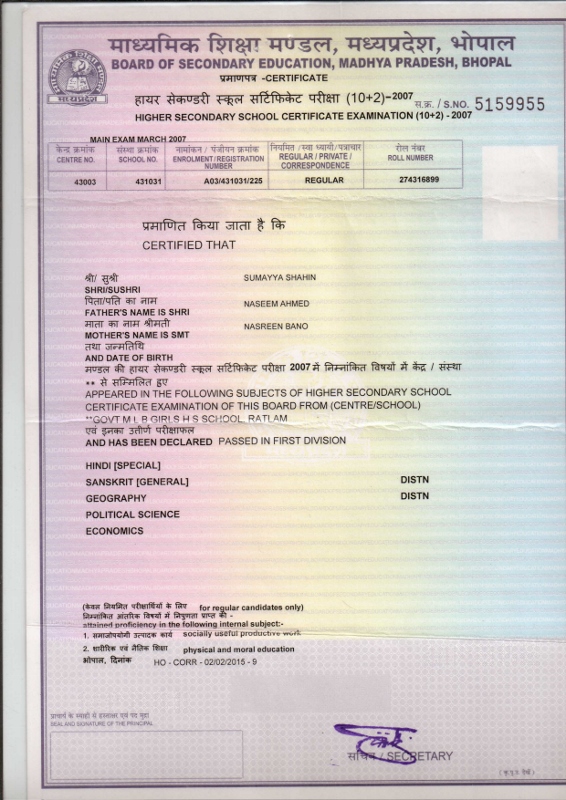 माध्यमिक शिक्षा मण्डल, मध्यप्रदेश, भोपाल
BOARD OF SECONDARY EDUCATION, MADHYA PRADESH, BHOPAL
प्रमाणपत्र -CERTIFICATE
हायर सेकण्डरी स्कूल सर्टिफिकेट परीक्षा (10+2)-2007
स.क्र. / S.NO. 5159955
HIGHER SECONDARY SCHOOL CERTIFICATE EXAMINATION (10+2) - 2007
मध्यप्रदेश
MAIN EXAM MARCH 2007
केन्द्र क्रमांक संस्था क्रमांक नामांकन / पंजीयन क्रमांक नियमित / स्वाध्यायी / पत्राचार रोल नंबर
CENTRE NO. SCHOOL NO. ENROLMENT/REGISTRATION NUMBER REGULAR / PRIVATE / CORRESPONDENCE ROLL NUMBER
43003 431031 A03/431031/225 REGULAR 274316899
प्रमाणित किया जाता है कि
CERTIFIED THAT
श्री/ सुश्री SUMAYYA SHAHIN
SHRI/SUSHRI
पिता/पति का नाम NASEEM AHMED
FATHER'S NAME IS SHRI
माता का नाम श्रीमती NASREEN BANO
MOTHER'S NAME IS SMT
तथा जन्मतिथि
AND DATE OF BIRTH
मण्डल की हायर सेकण्डरी स्कूल सर्टिफिकेट परीक्षा 2007 में निम्नांकित विषयों में केंद्र / संस्था
** से सम्मिलित हुए
APPEARED IN THE FOLLOWING SUBJECTS OF HIGHER SECONDARY SCHOOL
CERTIFICATE EXAMINATION OF THIS BOARD FROM (CENTRE/SCHOOL)
**GOVT M L B GIRLS H S SCHOOL, RATLAM
एवं इनका उत्तीर्ण परीक्षाफल
AND HAS BEEN DECLARED PASSED IN FIRST DIVISION
HINDI [SPECIAL]
SANSKRIT [GENERAL] DISTN
GEOGRAPHY DISTN
POLITICAL SCIENCE
ECONOMICS
(केवल नियमित परीक्षार्थियों के लिए for regular candidates only)
निम्नांकित आंतरिक विषयों में निपुणता प्राप्त की -
attained proficiency in the following internal subject:-
1. समाजोपयोगी उत्पादक कार्य socially useful productive work
2. शारीरिक एवं नैतिक शिक्षा physical and moral education
भोपाल, दिनांक HO - CORR - 02/02/2015 - 9
प्राचार्य के स्याही में हस्ताक्षर एवं पद मुद्रा
SEAL AND SIGNATURE OF THE PRINCIPAL
सचिव / SECRETARY